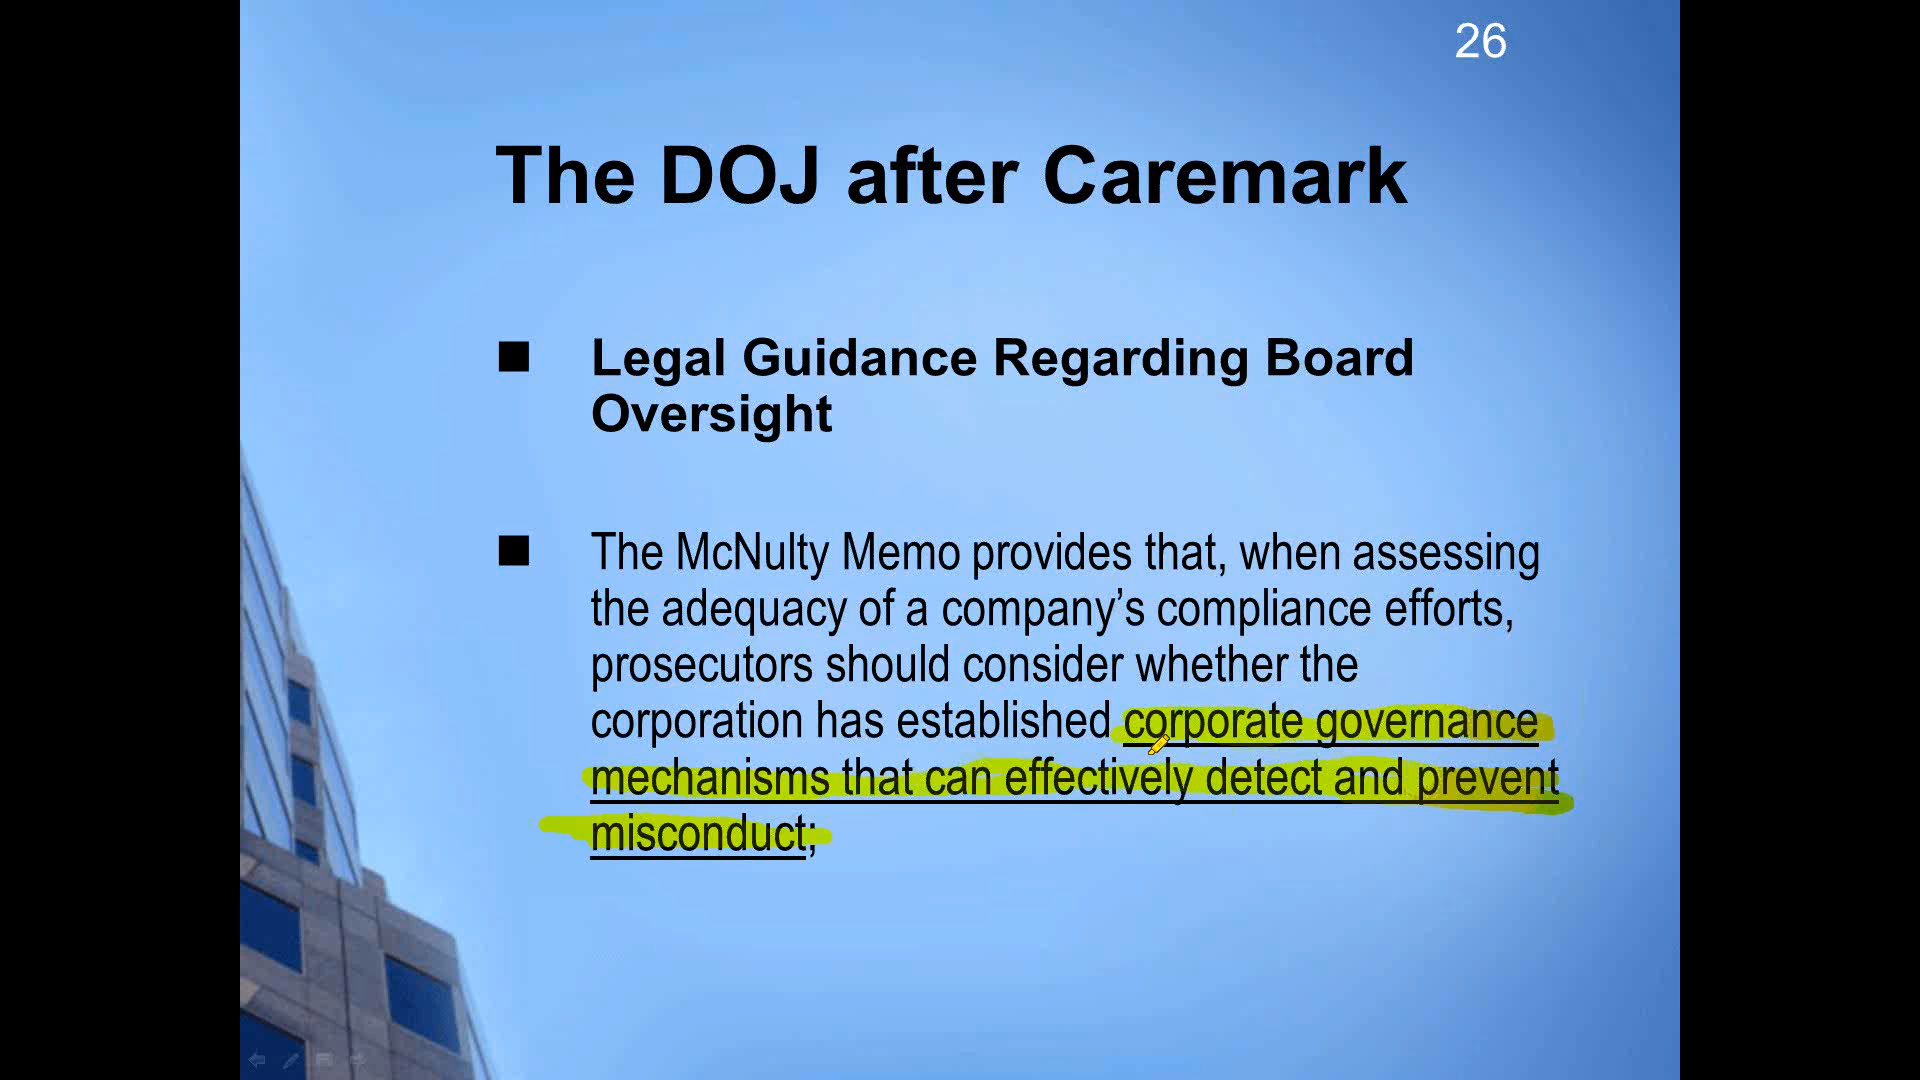 26
The DOJ after Caremark
Legal Guidance Regarding Board
Oversight
The McNulty Memo provides that, when assessing
the adequacy of a company’s compliance efforts,
prosecutors should consider whether the
corporation has established corporate governance
mechanisms that can effectively detect and prevent
misconduct;